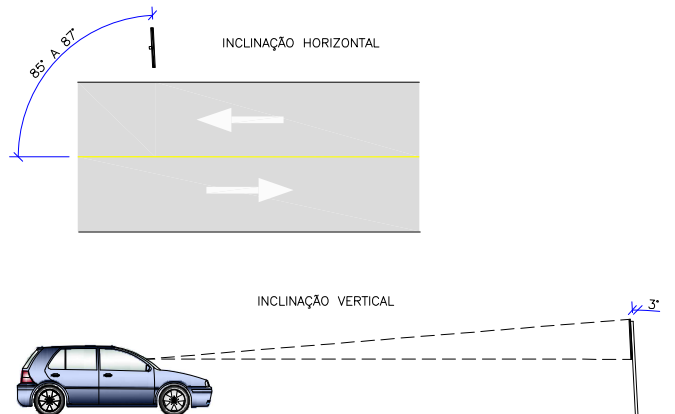 85° A 87°
INCLINAÇÃO HORIZONTAL
INCLINAÇÃO VERTICAL
3°